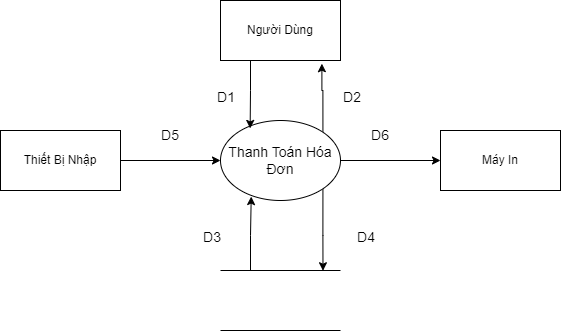 Người Dùng
D1
D2
Thiết Bị Nhập
D5
Thanh Toán Hóa
Đơn
D6
Máy In
D3
D4